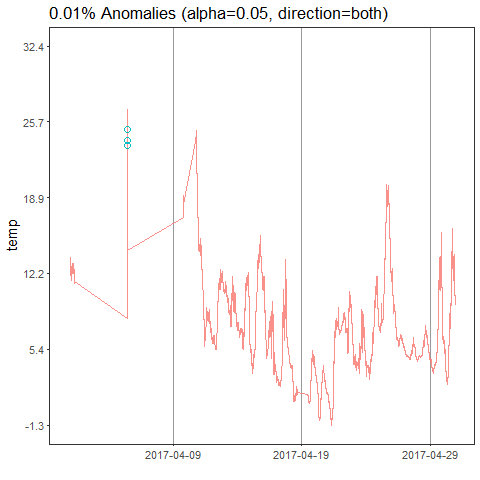 0.01% Anomalies (alpha=0.05, direction=both)
32.4
25.7
18.9
12.2
5.4
-1.3
temp
2017-04-09 2017-04-19 2017-04-29